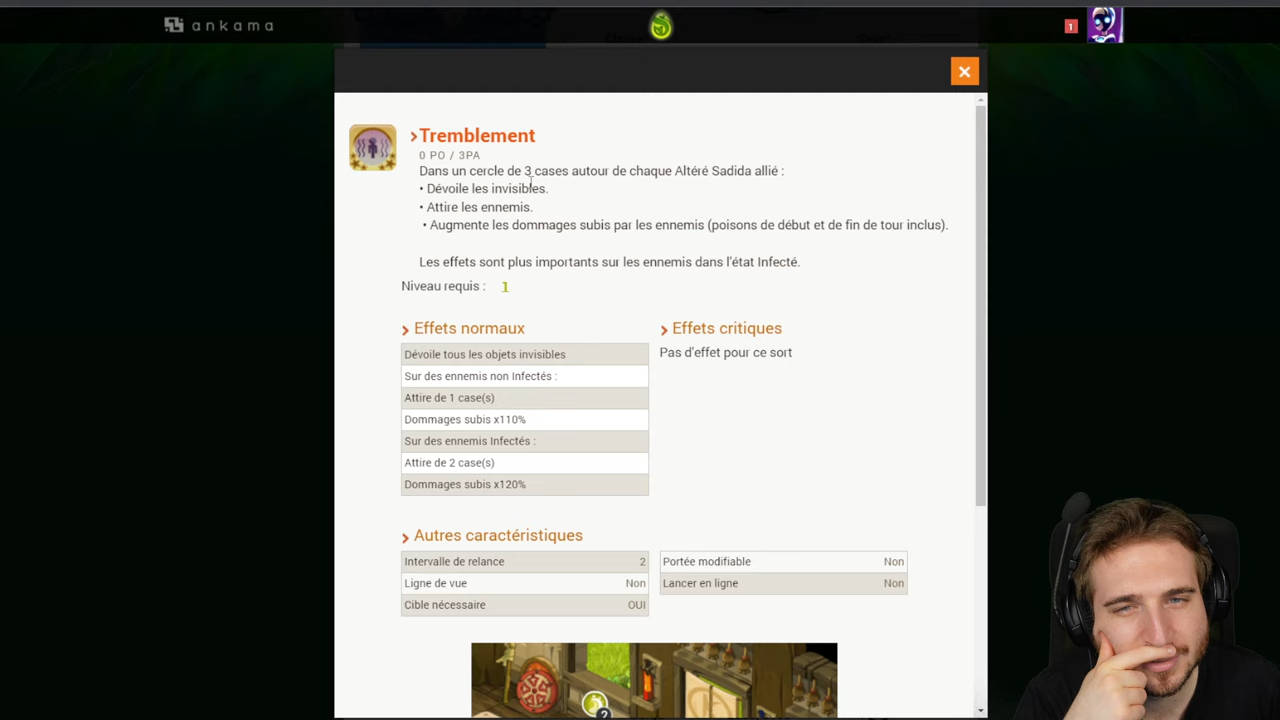 ankama
1
Tremblement
0 PO / 3PA
Dans un cercle de 3 cases autour de chaque Altéré Sadida allié :
• Dévoile les invisibles.
• Attire les ennemis.
• Augmente les dommages subis par les ennemis (poisons de début et de fin de tour inclus).
Les effets sont plus importants sur les ennemis dans l'état Infecté.
Niveau requis : 1
Effets normaux
Dévoile tous les objets invisibles
Sur des ennemis non Infectés :
Attire de 1 case(s)
Dommages subis x110%
Sur des ennemis Infectés :
Attire de 2 case(s)
Dommages subis x120%
Effets critiques
Pas d'effet pour ce sort
Autres caractéristiques
Intervalle de relance 2
Ligne de vue Non
Cible nécessaire OUI
Portée modifiable Non
Lancer en ligne Non
2